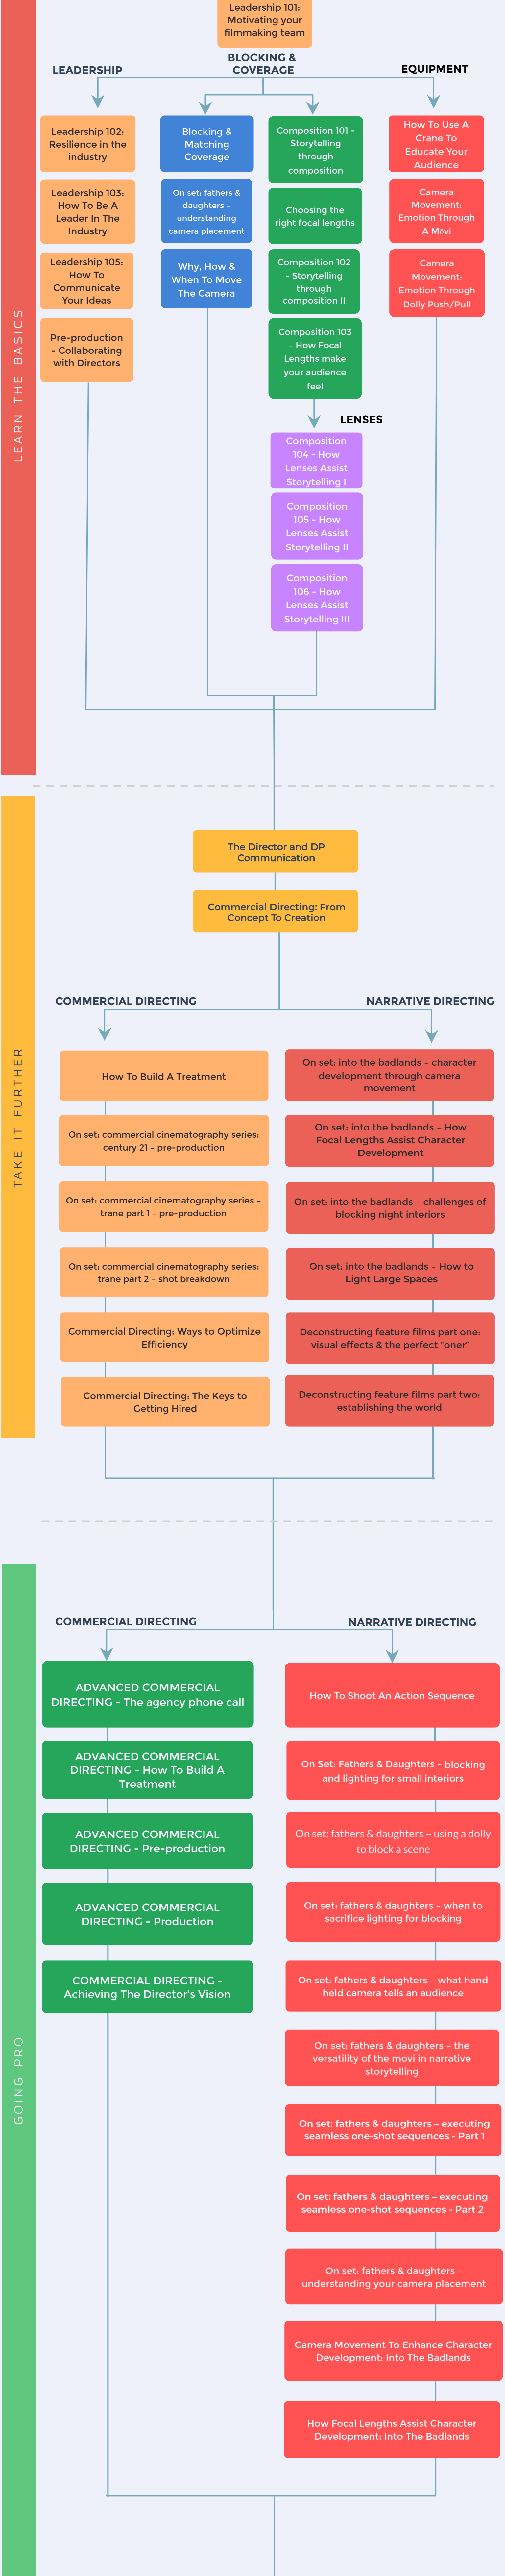 Leadership 101:
Motivating your
filmmaking team
LEADERSHIP
BLOCKING &
COVERAGE
EQUIPMENT
Leadership 102:
Resilience in the
industry
Leadership 103:
How To Be A
Leader In The
Industry
Leadership 105:
How To
Communicate
Your Ideas
Pre-production
- Collaborating
with Directors
Blocking &
Matching
Coverage
On set: fathers &
daughters –
understanding
camera placement
Why, How &
When To Move
The Camera
Composition 101 -
Storytelling
through
composition
Choosing the
right focal lengths
Composition 102
- Storytelling
through
composition II
Composition 103
– How Focal
Lengths make
your audience
feel
LENSES
Composition
104 - How
Lenses Assist
Storytelling I
Composition
105 - How
Lenses Assist
Storytelling II
Composition
106 - How
Lenses Assist
Storytelling III
How To Use A
Crane To
Educate Your
Audience
Camera
Movement:
Emotion Through
A Mōvi
Camera
Movement:
Emotion Through
Dolly Push/Pull
LEARN THE BASICS
The Director and DP
Communication
Commercial Directing: From
Concept To Creation
COMMERCIAL DIRECTING
NARRATIVE DIRECTING
How To Build A Treatment
On set: commercial cinematography series:
century 21 – pre-production
On set: commercial cinematography series –
trane part 1 – pre-production
On set: commercial cinematography series:
trane part 2 – shot breakdown
Commercial Directing: Ways to Optimize
Efficiency
Commercial Directing: The Keys to
Getting Hired
On set: into the badlands – character
development through camera
movement
On set: into the badlands – How
Focal Lengths Assist Character
Development
On set: into the badlands – challenges of
blocking night interiors
On set: into the badlands – How to
Light Large Spaces
Deconstructing feature films part one:
visual effects & the perfect “oner”
Deconstructing feature films part two:
establishing the world
TAKE IT FURTHER
COMMERCIAL DIRECTING
NARRATIVE DIRECTING
ADVANCED COMMERCIAL
DIRECTING - The agency phone call
ADVANCED COMMERCIAL
DIRECTING - How To Build A
Treatment
ADVANCED COMMERCIAL
DIRECTING - Pre-production
ADVANCED COMMERCIAL
DIRECTING - Production
COMMERCIAL DIRECTING -
Achieving The Director's Vision
How To Shoot An Action Sequence
On Set: Fathers & Daughters - blocking
and lighting for small interiors
On set: fathers & daughters – using a dolly
to block a scene
On set: fathers & daughters – when to
sacrifice lighting for blocking
On set: fathers & daughters – what hand
held camera tells an audience
On set: fathers & daughters – the
versatility of the movi in narrative
storytelling
On set: fathers & daughters – executing
seamless one-shot sequences - Part 1
On set: fathers & daughters – executing
seamless one-shot sequences - Part 2
On set: fathers & daughters –
understanding your camera placement
Camera Movement To Enhance Character
Development: Into The Badlands
How Focal Lengths Assist Character
Development: Into The Badlands
GOING PRO